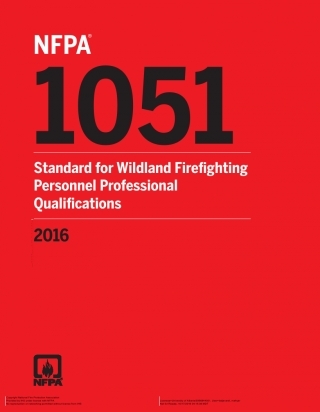 NFPA®
1051
Standard for Wildland Firefighting
Personnel Professional
Qualifications
2016
NFPA®